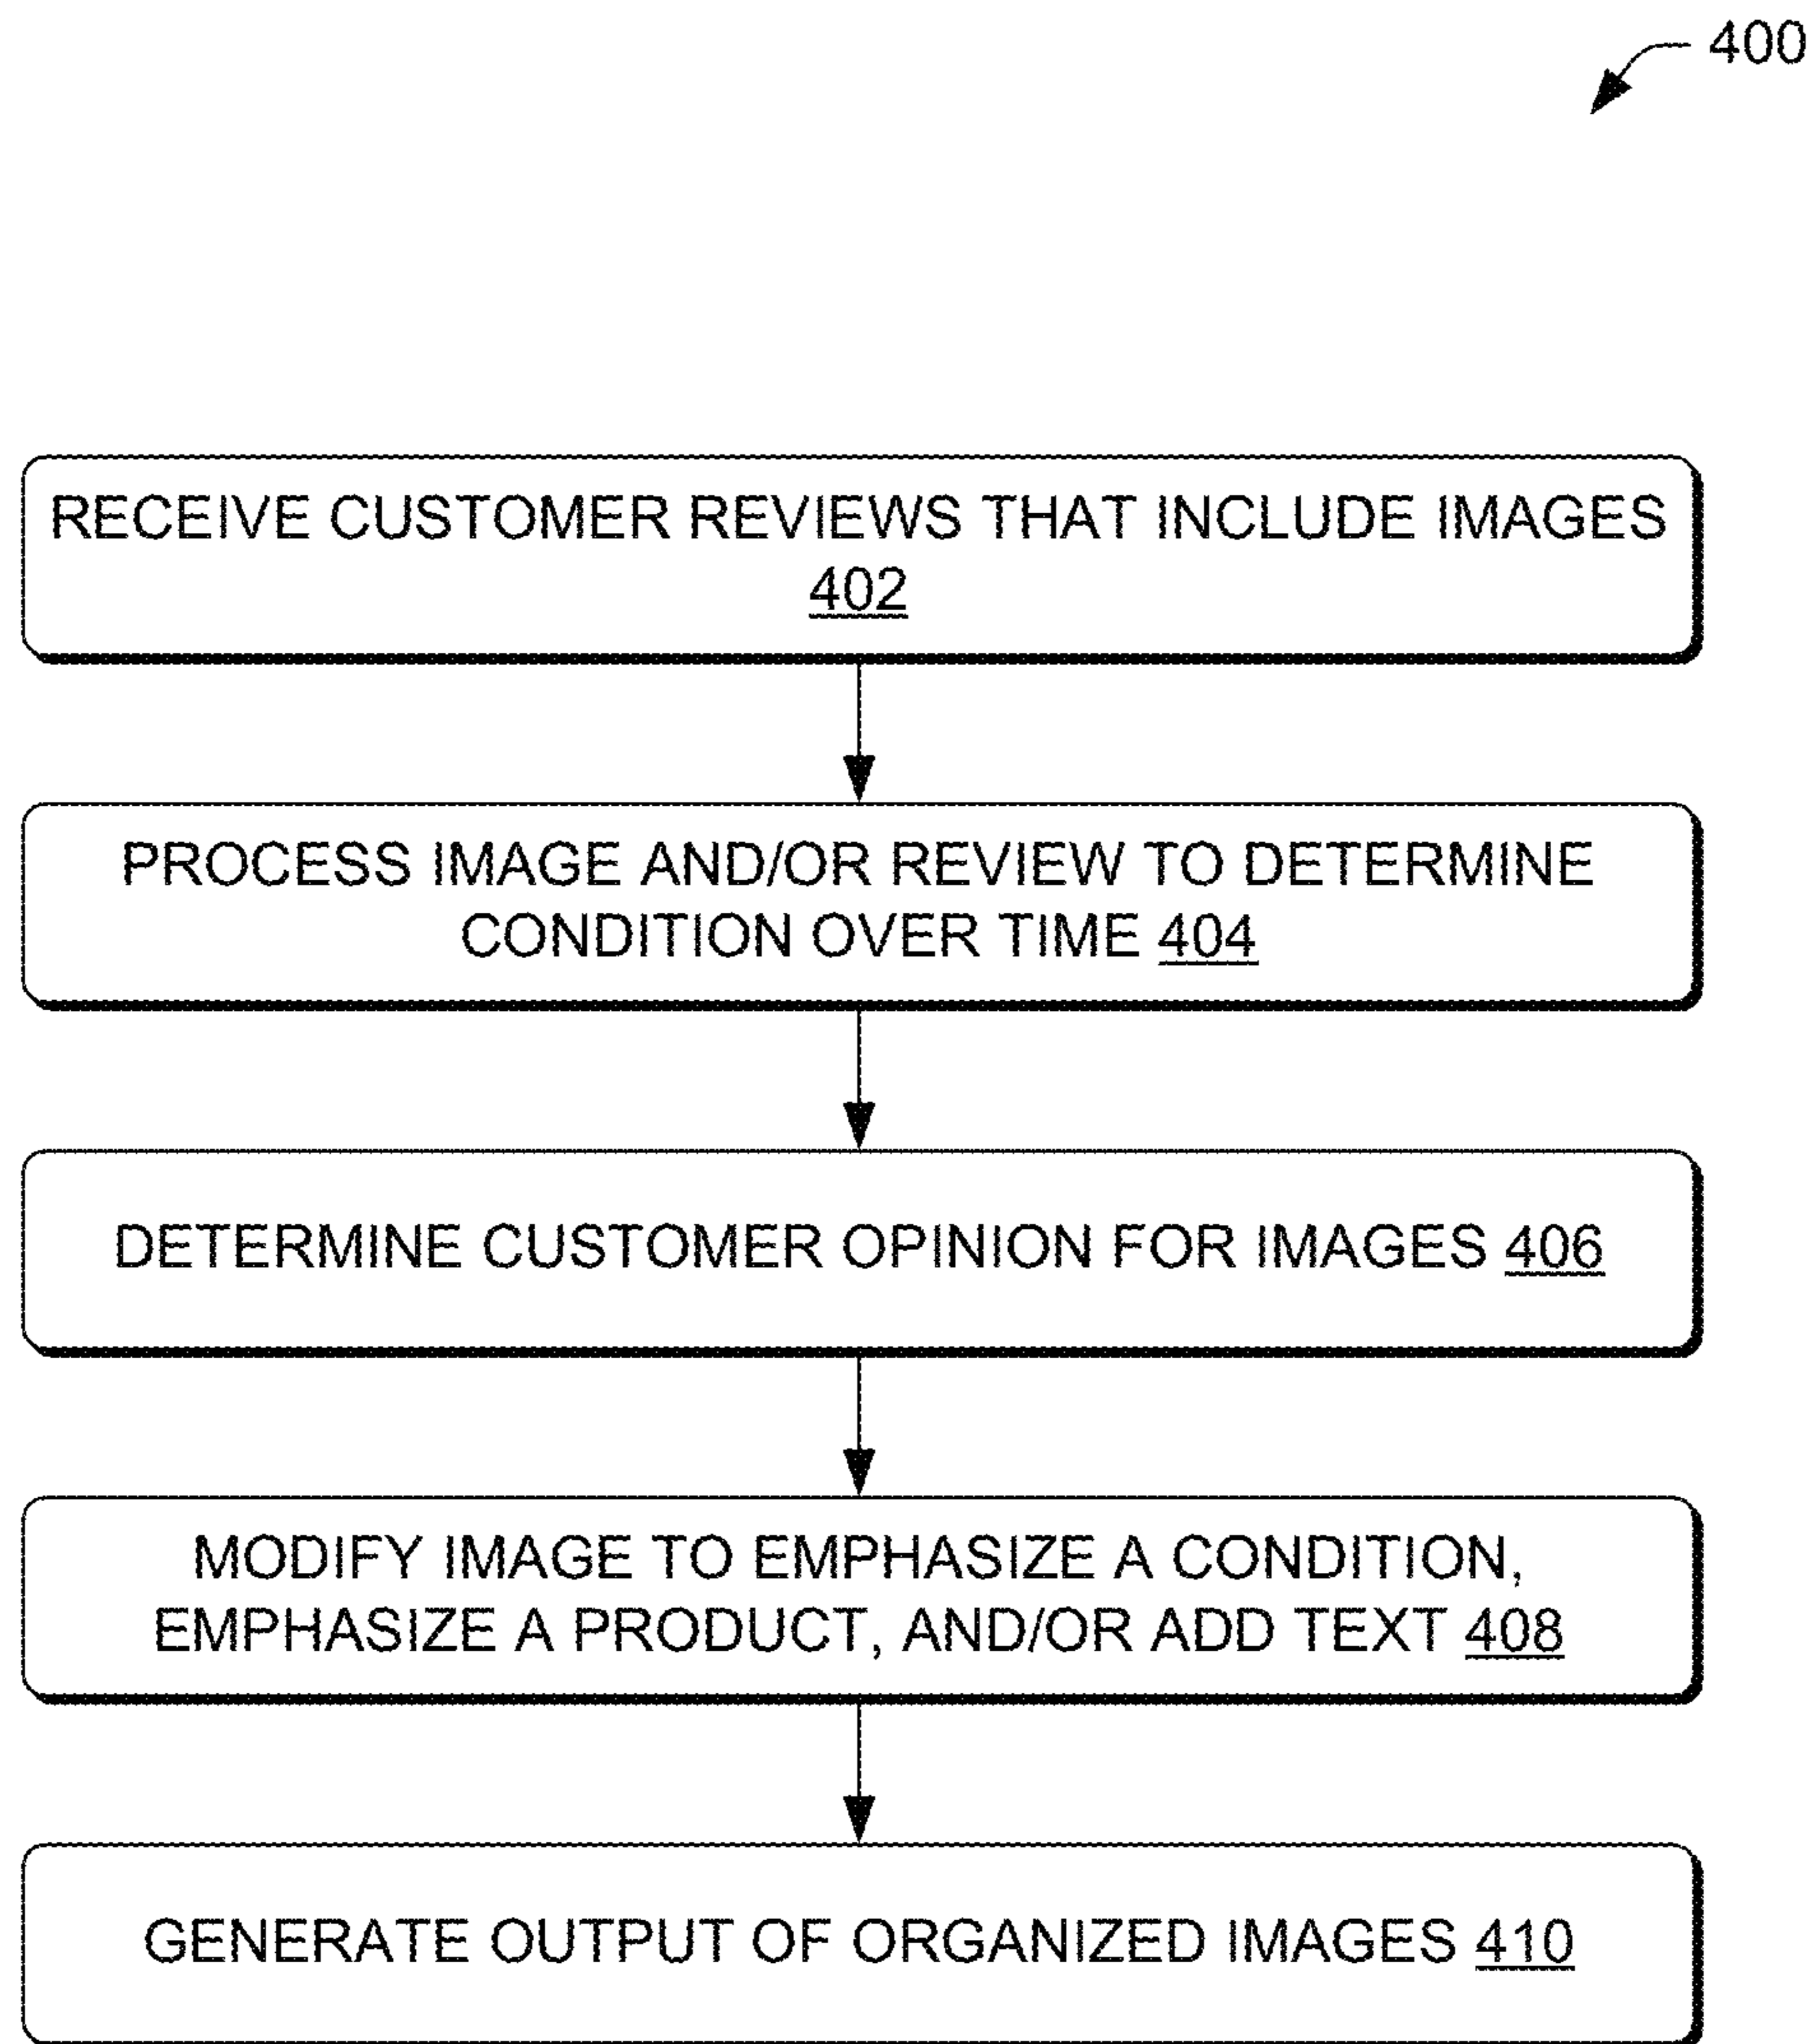 400
RECEIVE CUSTOMER REVIEWS THAT INCLUDE IMAGES
402
PROCESS IMAGE AND/OR REVIEW TO DETERMINE
CONDITION OVER TIME 404
DETERMINE CUSTOMER OPINION FOR IMAGES 406
MODIFY IMAGE TO EMPHASIZE A CONDITION,
EMPHASIZE A PRODUCT, AND/OR ADD TEXT 408
GENERATE OUTPUT OF ORGANIZED IMAGES 410